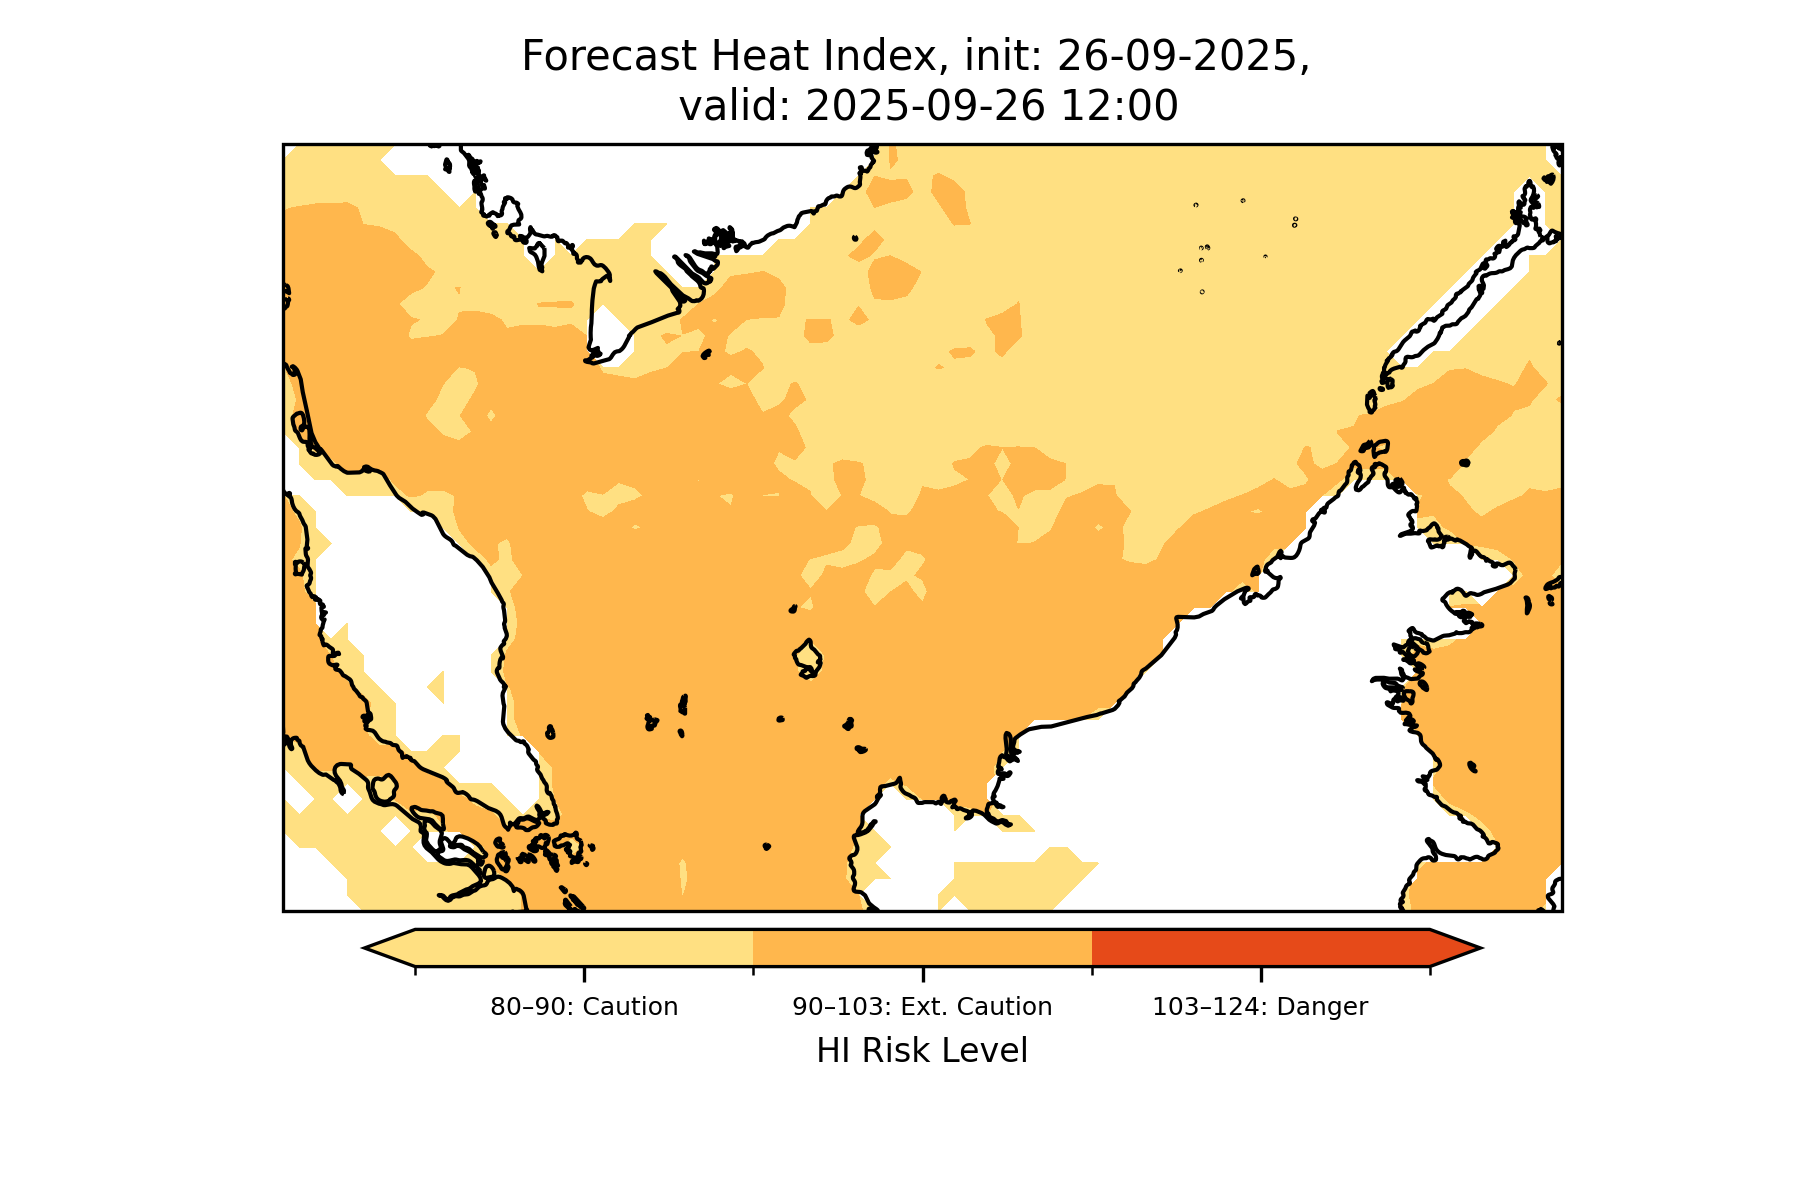 Forecast Heat Index, init: 26-09-2025,
valid: 2025-09-26 12:00
80–90: Caution
90–103: Ext. Caution
103–124: Danger
HI Risk Level